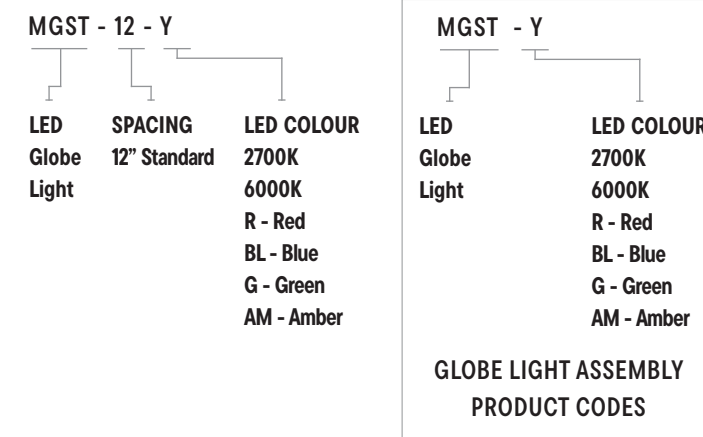 MGST - 12 - Y
LED
Globe
Light
SPACING
12” Standard
LED COLOUR
2700K
6000K
R - Red
BL - Blue
G - Green
AM - Amber
MGST - Y
LED
Globe
Light
LED COLOUR
2700K
6000K
R - Red
BL - Blue
G - Green
AM - Amber
GLOBE LIGHT ASSEMBLY
PRODUCT CODES